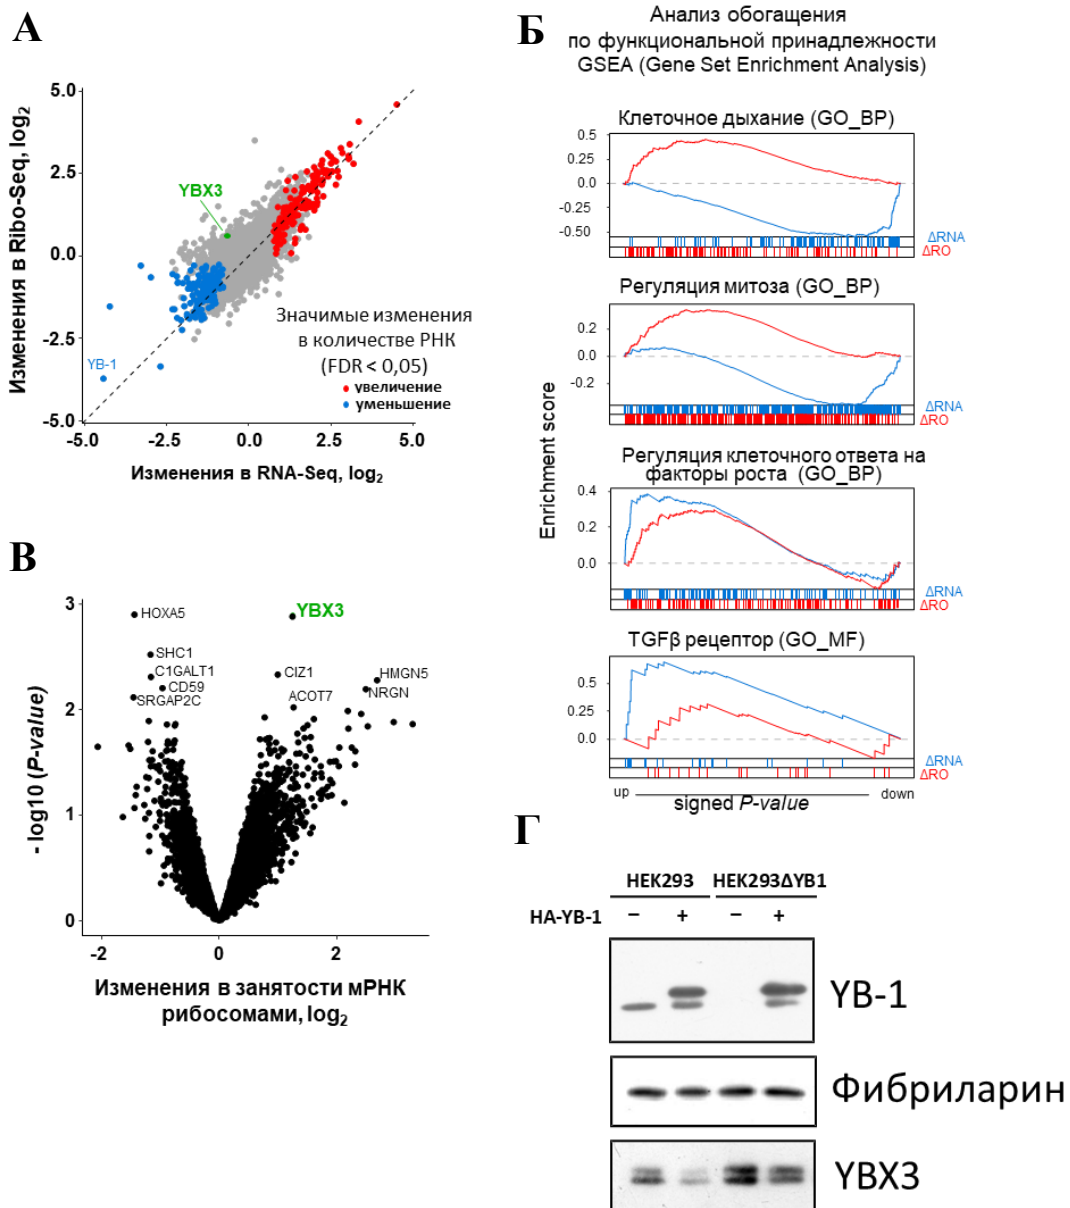 А
Изменения в Ribo-Seq, log2
5.0
2.5
0.0
-2.5
-5.0
YBX3
YB-1
Значимые изменения
в количестве РНК
(FDR < 0,05)
увеличение
уменьшение
-5.0
-2.5
0.0
2.5
5.0
Изменения в RNA-Seq, log2
Б
Анализ обогащения
по функциональной принадлежности
GSEA (Gene Set Enrichment Analysis)
Enrichment score
Клеточное дыхание (GO_BP)
0.5
0.25
0.0
-0.25
-0.50
ΔRNA
ΔRO
Регуляция митоза (GO_BP)
0.2
0.0
-0.2
ΔRNA
ΔRO
Регуляция клеточного ответа на
факторы роста (GO_BP)
0.4
0.2
0.0
ΔRNA
ΔRO
TGFβ рецептор (GO_MF)
0.5
0.25
0.0
ΔRNA
ΔRO
up
signed P-value
down
В
- log10 (P-value)
3
2
1
0
HOXA5
YBX3
SHC1
C1GALT1
CD59
SRGAP2C
CIZ1
HMGN5
NRGN
ACOT7
-2
0
2
Изменения в занятости мРНК
рибосомами, log2
Г
HEK293
HEK293ΔYB1
HA-YB-1
–
+
–
+
YB-1
Фибриларин
YBX3